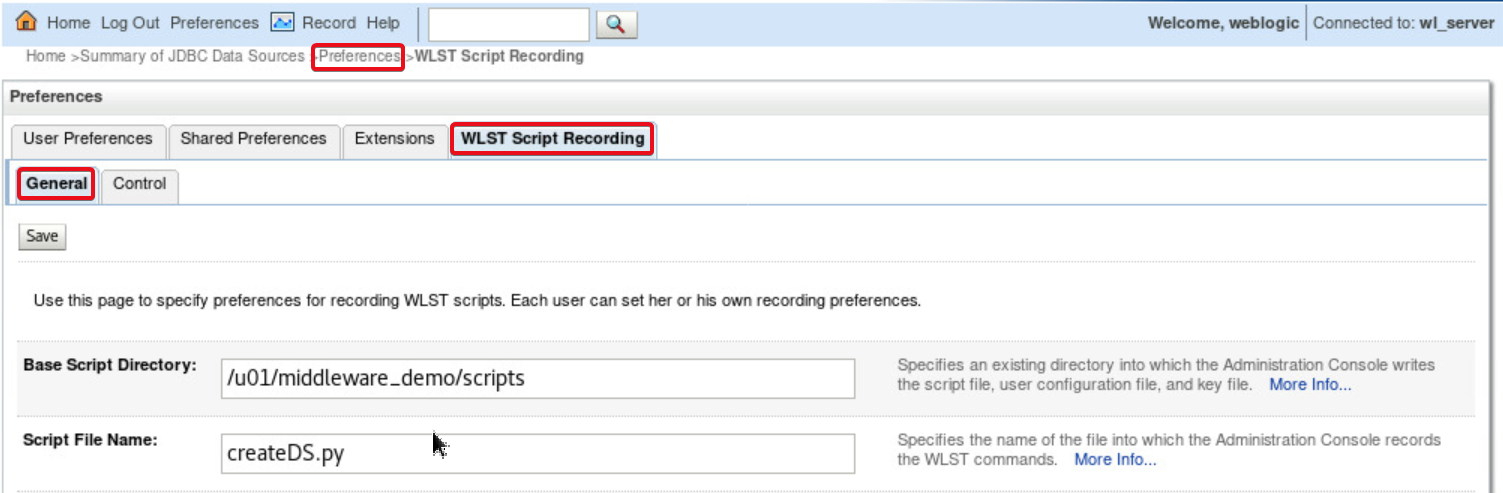 Home Log Out Preferences Record Help Welcome, weblogic Connected to: wl_server
Home >Summary of JDBC Data Sources >Preferences >WLST Script Recording
Preferences
User Preferences Shared Preferences Extensions WLST Script Recording
General Control
Save
Use this page to specify preferences for recording WLST scripts. Each user can set her or his own recording preferences.
Base Script Directory: /u01/middleware_demo/scripts Specifies an existing directory into which the Administration Console writes
the script file, user configuration file, and key file. More Info...
Script File Name: createDS.py Specifies the name of the file into which the Administration Console records
the WLST commands. More Info...